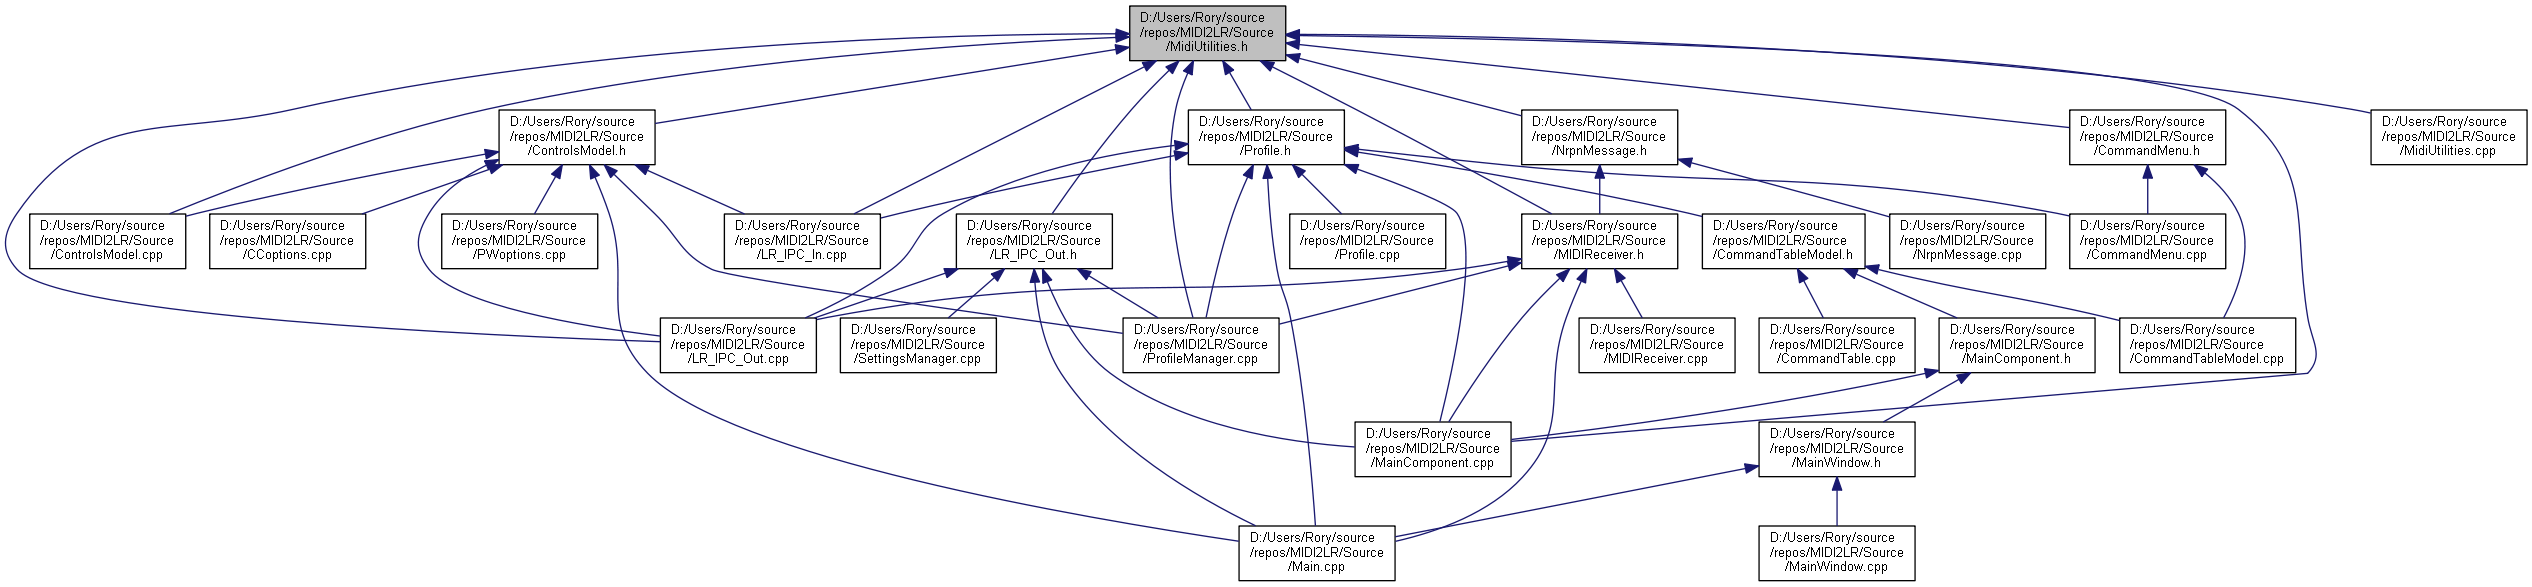 D:/Users/Rory/source
/repos/MIDI2LR/Source
/MidiUtilities.h
D:/Users/Rory/source
/repos/MIDI2LR/Source
/ControlsModel.h
D:/Users/Rory/source
/repos/MIDI2LR/Source
/Profile.h
D:/Users/Rory/source
/repos/MIDI2LR/Source
/NrpnMessage.h
D:/Users/Rory/source
/repos/MIDI2LR/Source
/CommandMenu.h
D:/Users/Rory/source
/repos/MIDI2LR/Source
/MidiUtilities.cpp
D:/Users/Rory/source
/repos/MIDI2LR/Source
/ControlsModel.cpp
D:/Users/Rory/source
/repos/MIDI2LR/Source
/CCoptions.cpp
D:/Users/Rory/source
/repos/MIDI2LR/Source
/PWoptions.cpp
D:/Users/Rory/source
/repos/MIDI2LR/Source
/LR_IPC_In.cpp
D:/Users/Rory/source
/repos/MIDI2LR/Source
/LR_IPC_Out.h
D:/Users/Rory/source
/repos/MIDI2LR/Source
/Profile.cpp
D:/Users/Rory/source
/repos/MIDI2LR/Source
/MIDIReceiver.h
D:/Users/Rory/source
/repos/MIDI2LR/Source
/CommandTableModel.h
D:/Users/Rory/source
/repos/MIDI2LR/Source
/NrpnMessage.cpp
D:/Users/Rory/source
/repos/MIDI2LR/Source
/CommandMenu.cpp
D:/Users/Rory/source
/repos/MIDI2LR/Source
/LR_IPC_Out.cpp
D:/Users/Rory/source
/repos/MIDI2LR/Source
/SettingsManager.cpp
D:/Users/Rory/source
/repos/MIDI2LR/Source
/ProfileManager.cpp
D:/Users/Rory/source
/repos/MIDI2LR/Source
/MIDIReceiver.cpp
D:/Users/Rory/source
/repos/MIDI2LR/Source
/CommandTable.cpp
D:/Users/Rory/source
/repos/MIDI2LR/Source
/MainComponent.h
D:/Users/Rory/source
/repos/MIDI2LR/Source
/CommandTableModel.cpp
D:/Users/Rory/source
/repos/MIDI2LR/Source
/MainComponent.cpp
D:/Users/Rory/source
/repos/MIDI2LR/Source
/MainWindow.h
D:/Users/Rory/source
/repos/MIDI2LR/Source
/Main.cpp
D:/Users/Rory/source
/repos/MIDI2LR/Source
/MainWindow.cpp